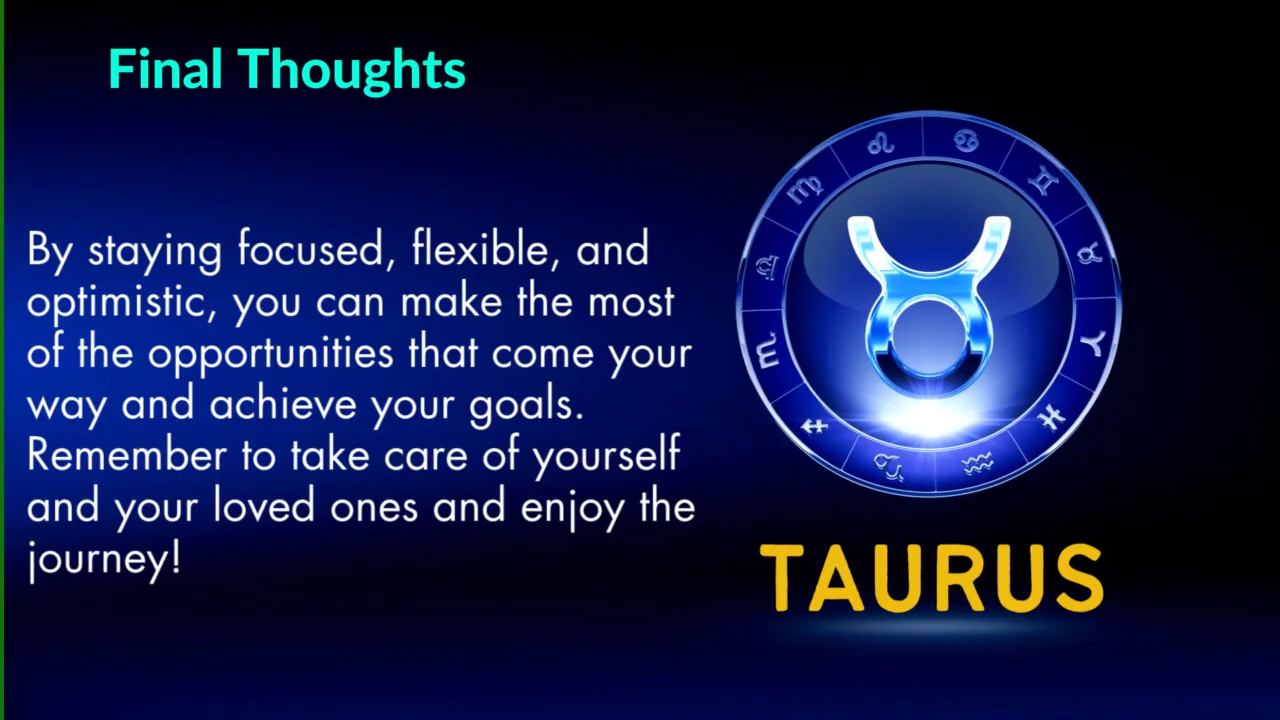 Final Thoughts
By staying focused, flexible, and
optimistic, you can make the most
of the opportunities that come your
way and achieve your goals.
Remember to take care of yourself
and your loved ones and enjoy the
journey!
TAURUS